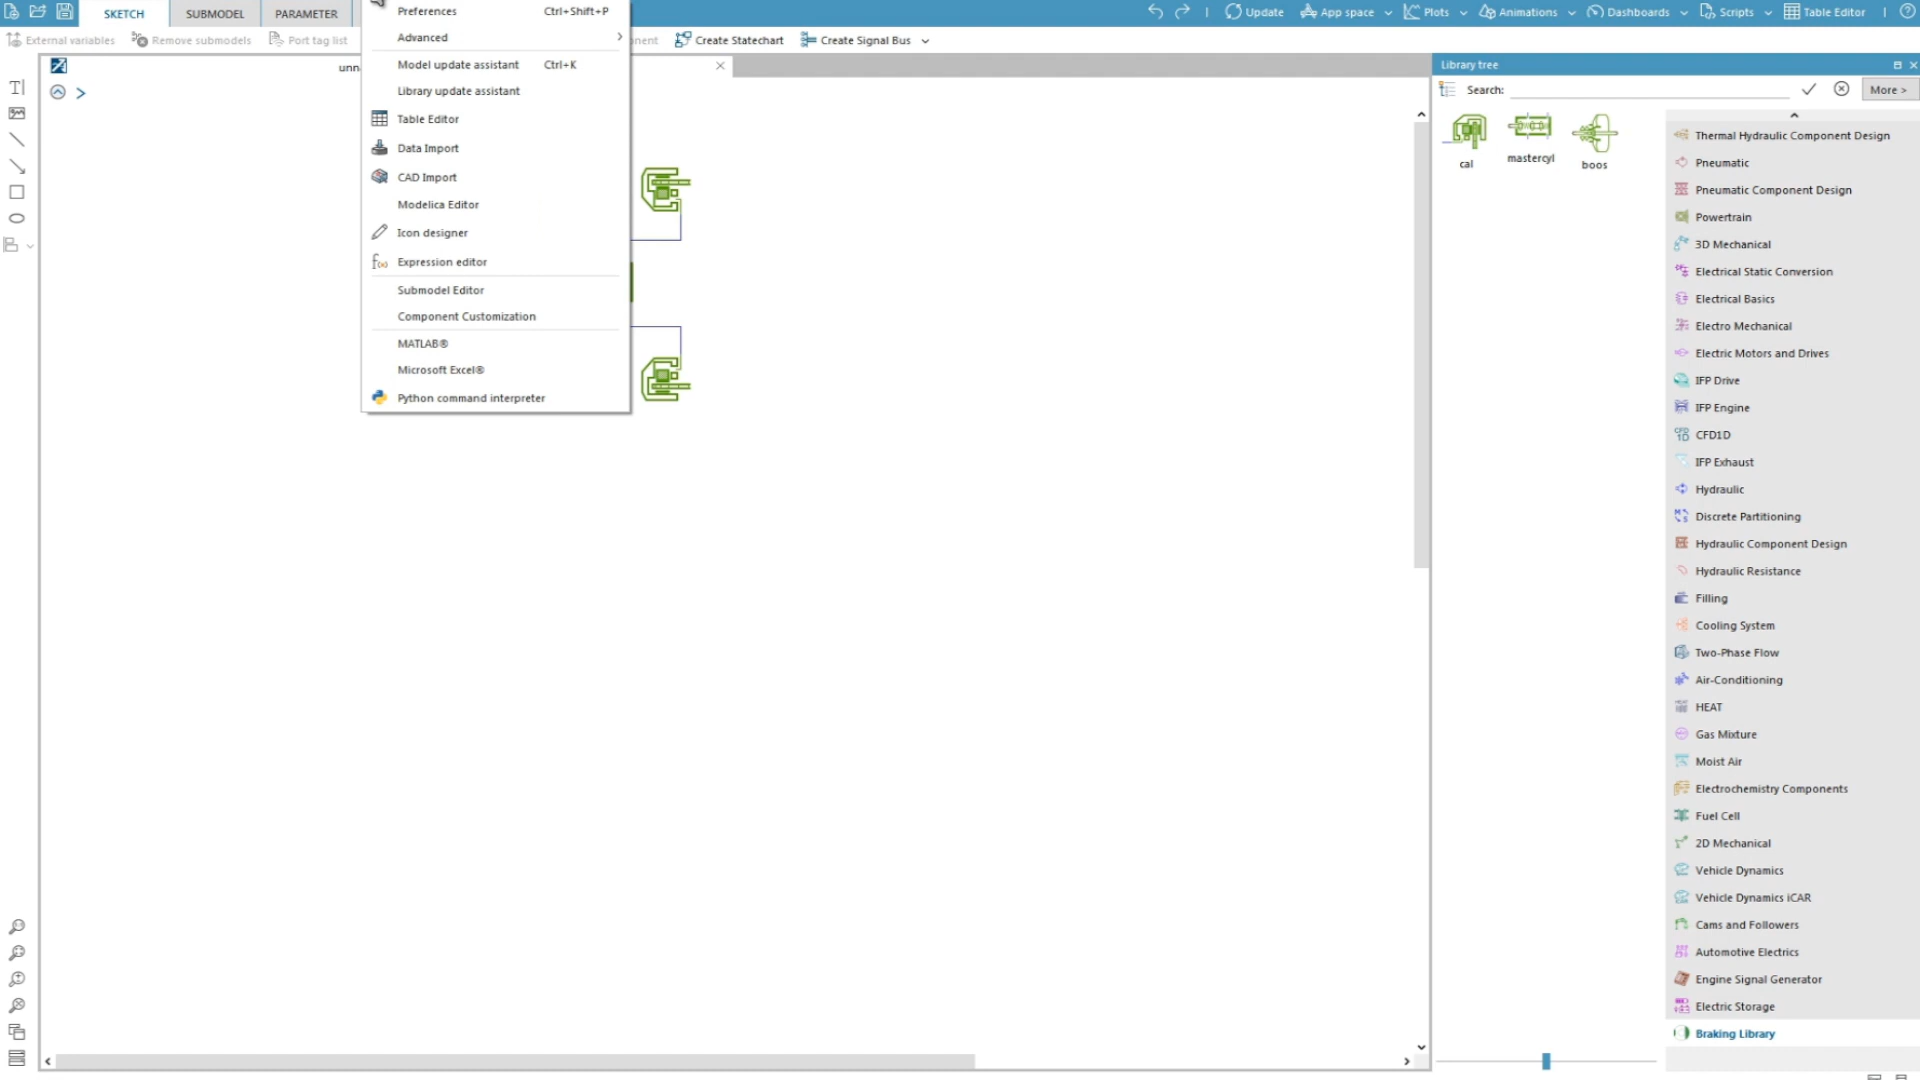 SKETCH SUBMODEL PARAMETER Update App space Plots Animations Dashboards Scripts Table Editor
External variables Remove submodels Port tag list Create Statechart Create Signal Bus
Preferences Ctrl+Shift+P
Advanced
Model update assistant Ctrl+K
Library update assistant
Table Editor
Data Import
CAD Import
Modelica Editor
Icon designer
Expression editor
Submodel Editor
Component Customization
MATLAB®
Microsoft Excel®
Python command interpreter
Library tree
Search: More >
cal mastercyl boos
Thermal Hydraulic Component Design
Pneumatic
Pneumatic Component Design
Powertrain
3D Mechanical
Electrical Static Conversion
Electrical Basics
Electro Mechanical
Electric Motors and Drives
IFP Drive
IFP Engine
CFD1D
IFP Exhaust
Hydraulic
Discrete Partitioning
Hydraulic Component Design
Hydraulic Resistance
Filling
Cooling System
Two-Phase Flow
Air-Conditioning
HEAT
Gas Mixture
Moist Air
Electrochemistry Components
Fuel Cell
2D Mechanical
Vehicle Dynamics
Vehicle Dynamics iCAR
Cams and Followers
Automotive Electrics
Engine Signal Generator
Electric Storage
Braking Library